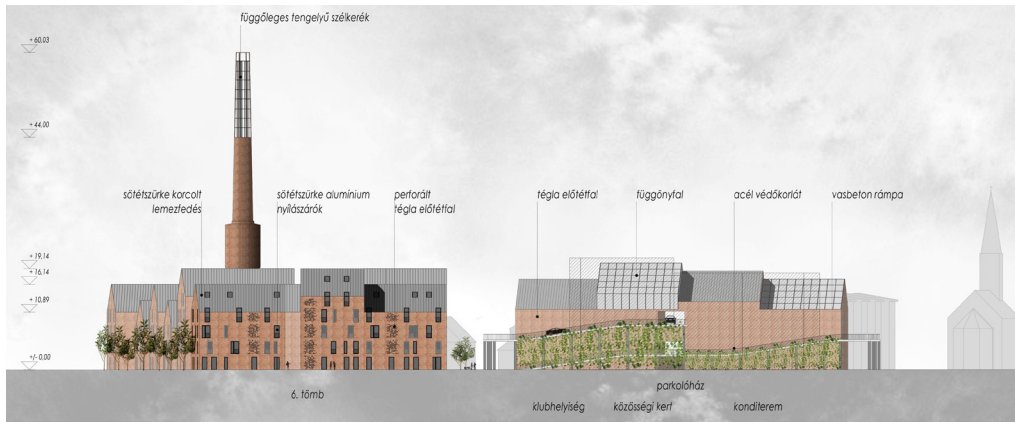 függőleges tengelyű szélkerék
+ 60,03
+ 44,00
sötétszürke korcolt
lemezfedés
sötétszürke alumínium
nyílászárók
perforált
tégla előtétfal
tégla előtétfal
függönyfal
acél védőkorlát
vasbeton rámpa
+ 19,14
+ 16,14
+ 10,89
+/- 0,00
6. tömb
parkolóház
klubhelyiség
közösségi kert
konditerem